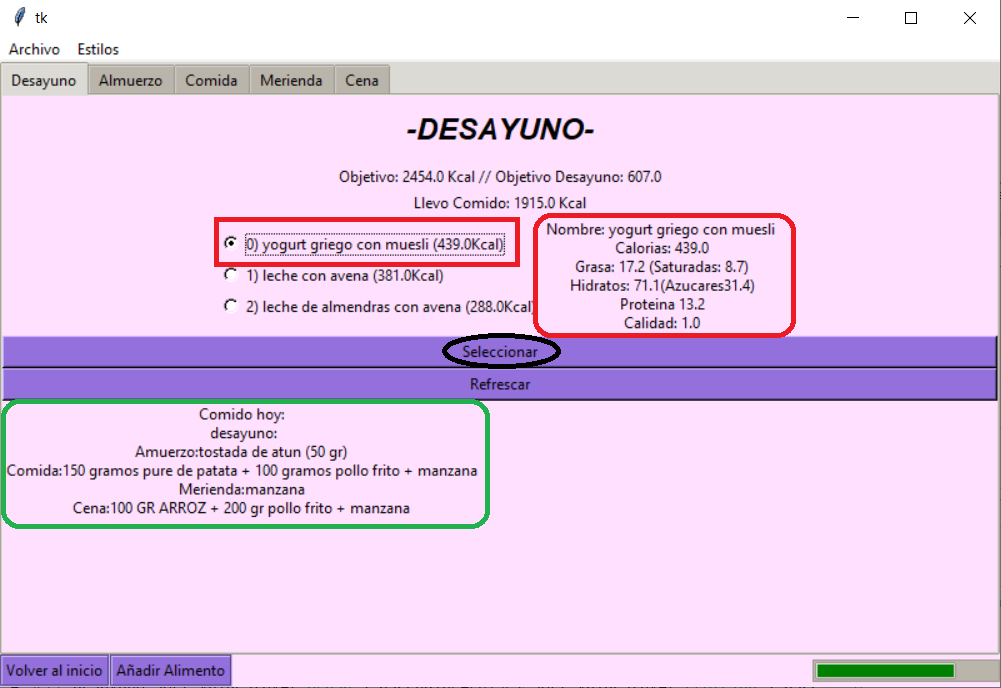 tk
Archivo Estilos
Desayuno Almuerzo Comida Merienda Cena
-DESAYUNO-
Objetivo: 2454.0 Kcal // Objetivo Desayuno: 607.0
Llevo Comido: 1915.0 Kcal
0) yogurt griego con muesli (439.0Kcal)
1) leche con avena (381.0Kcal)
2) leche de almendras con avena (288.0Kcal)
Nombre: yogurt griego con muesli
Calorias: 439.0
Grasa: 17.2 (Saturadas: 8.7)
Hidratos: 71.1(Azucares31.4)
Proteina 13.2
Calidad: 1.0
Seleccionar
Refrescar
Comido hoy:
desayuno:
Amuerzo:tostada de atun (50 gr)
Comida:150 gramos pure de patata + 100 gramos pollo frito + manzana
Merienda:manzana
Cena:100 GR ARROZ + 200 gr pollo frito + manzana
Volver al inicio Añadir Alimento